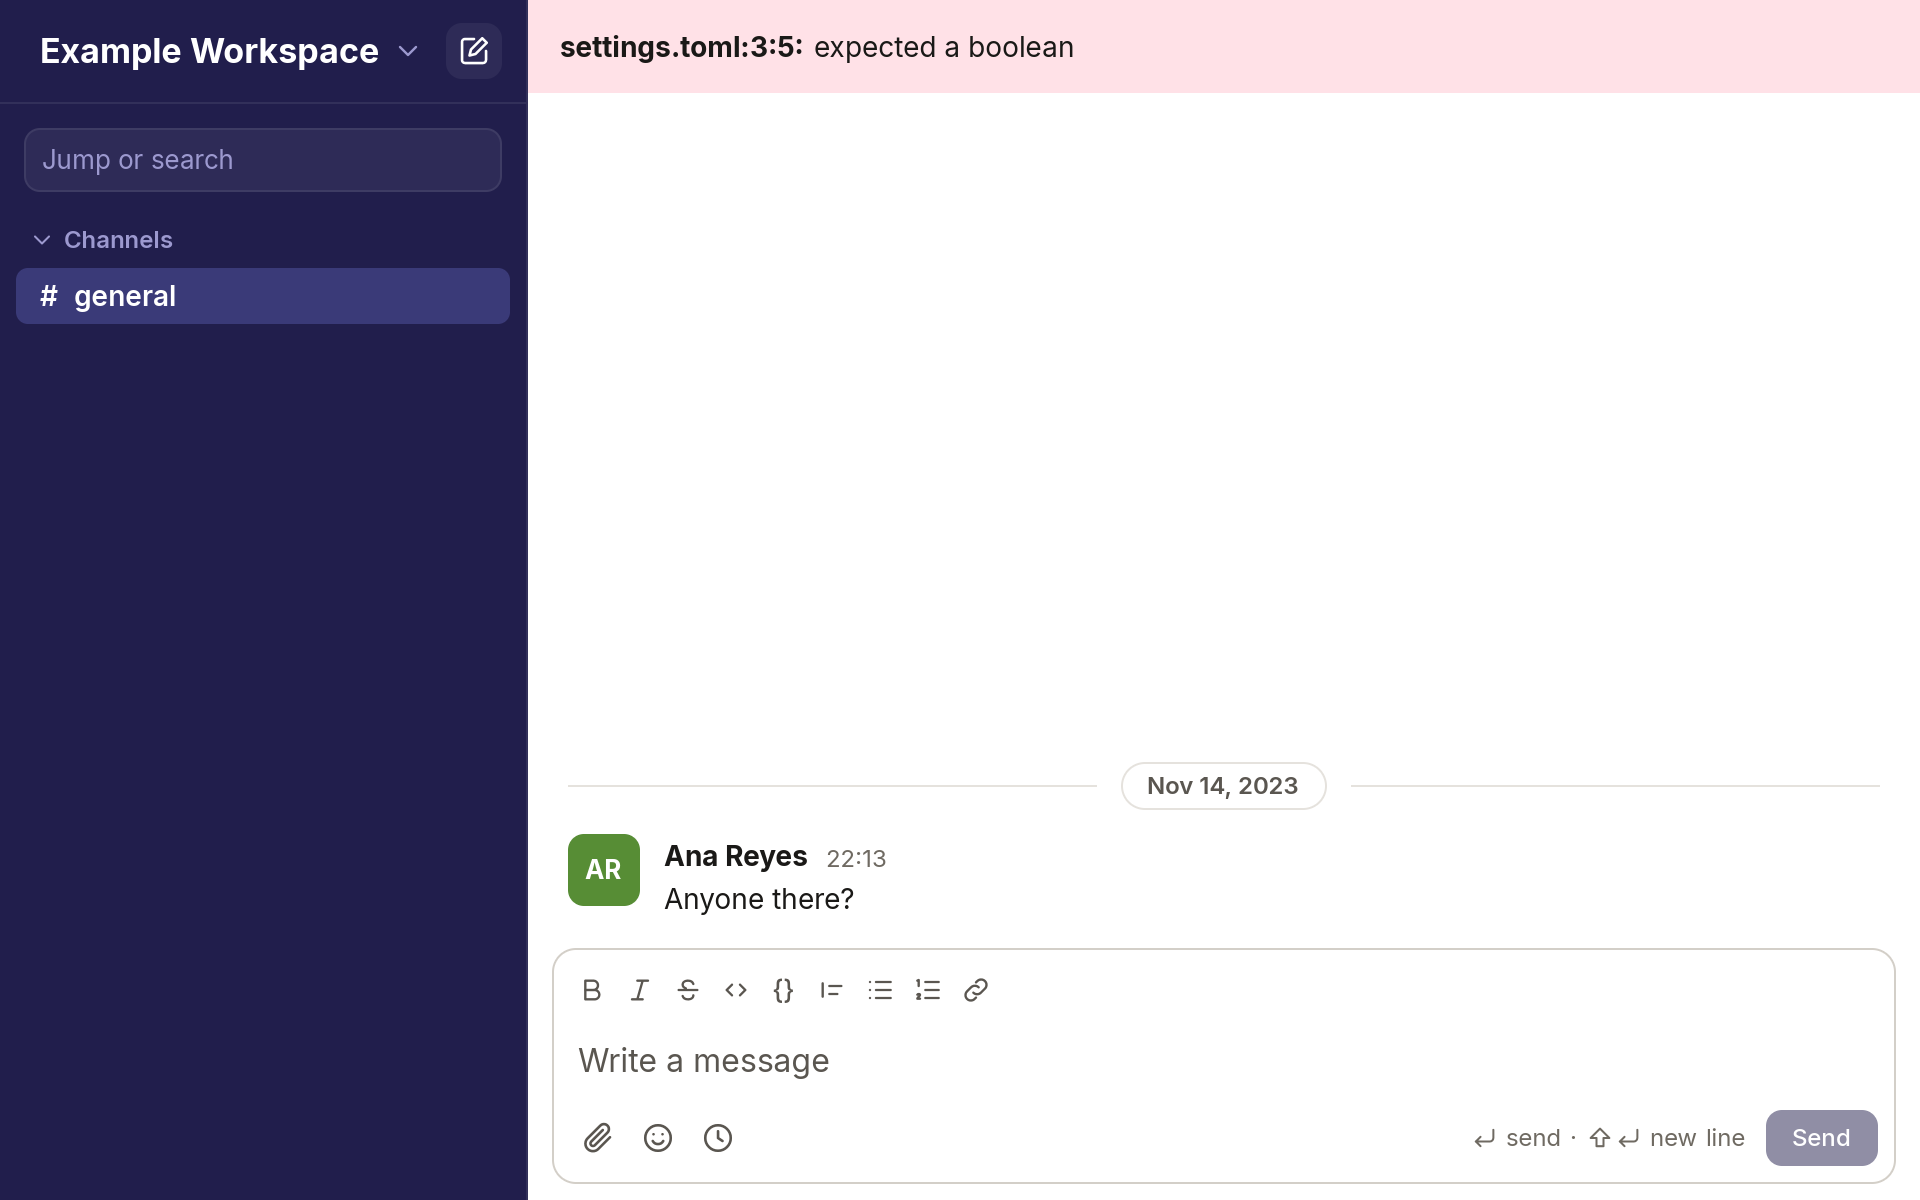 Example Workspace
Jump or search
Channels
# general
settings.toml:3:5: expected a boolean
Nov 14, 2023
AR
Ana Reyes 22:13
Anyone there?
Write a message
send · new line
Send